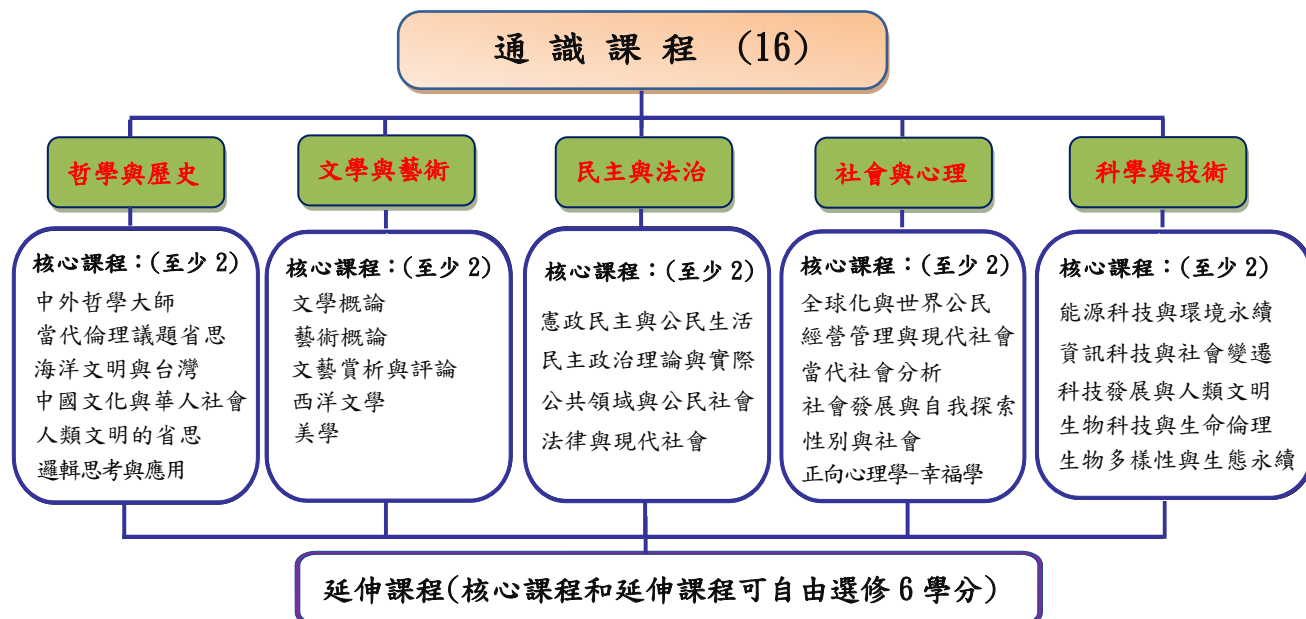 通 識 課 程 (16)
哲學與歷史
文學與藝術
民主與法治
社會與心理
科學與技術
核心課程：(至少 2)
中外哲學大師
當代倫理議題省思
海洋文明與台灣
中國文化與華人社會
人類文明的省思
邏輯思考與應用
核心課程：(至少 2)
文學概論
藝術概論
文藝賞析與評論
西洋文學
美學
核心課程：(至少 2)
憲政民主與公民生活
民主政治理論與實際
公共領域與公民社會
法律與現代社會
核心課程：(至少 2)
全球化與世界公民
經營管理與現代社會
當代社會分析
社會發展與自我探索
性別與社會
正向心理學-幸福學
核心課程：(至少 2)
能源科技與環境永續
資訊科技與社會變遷
科技發展與人類文明
生物科技與生命倫理
生物多樣性與生態永續
延伸課程(核心課程和延伸課程可自由選修 6 學分)